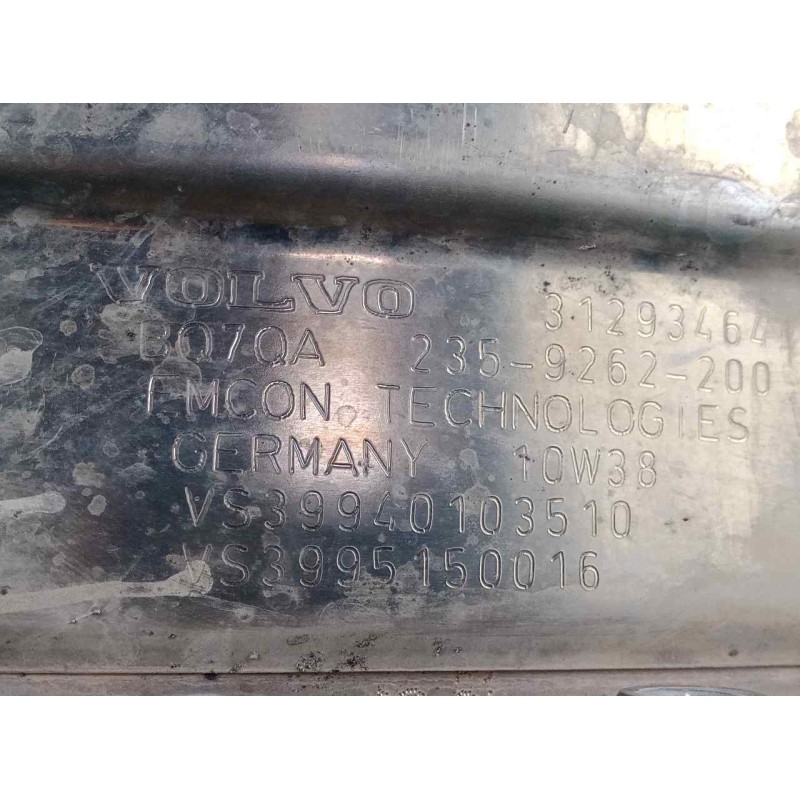 VOLVO 31293464
BQ7QA 235-9262-200
EMCON TECHNOLOGIES
GERMANY 10W38
VS39940103510
VS3995150016